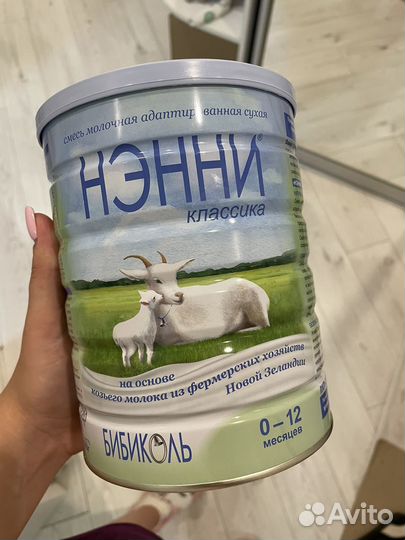 смесь молочная адаптированная сухая
НЭННИ®
классика
на основе
козьего молока из фермерских хозяйств
Новой Зеландии
0–12
месяцев
БИБИКОЛЬ
Avito